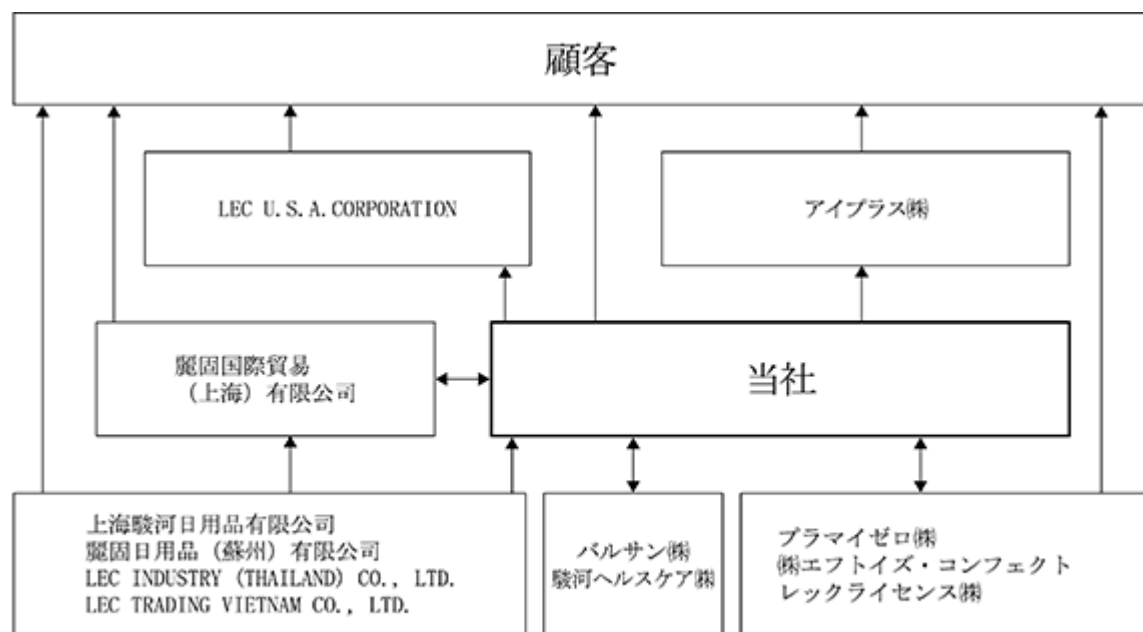 顧客
LEC U.S.A.CORPORATION
アイプラス㈱
麗固国際貿易
（上海）有限公司
当社
上海駿河日用品有限公司
麗固日用品（蘇州）有限公司
LEC INDUSTRY (THAILAND) CO., LTD.
LEC TRADING VIETNAM CO., LTD.
バルサン㈱
駿河ヘルスケア㈱
プラマイゼロ㈱
㈱エフトイズ・コンフェクト
レックライセンス㈱